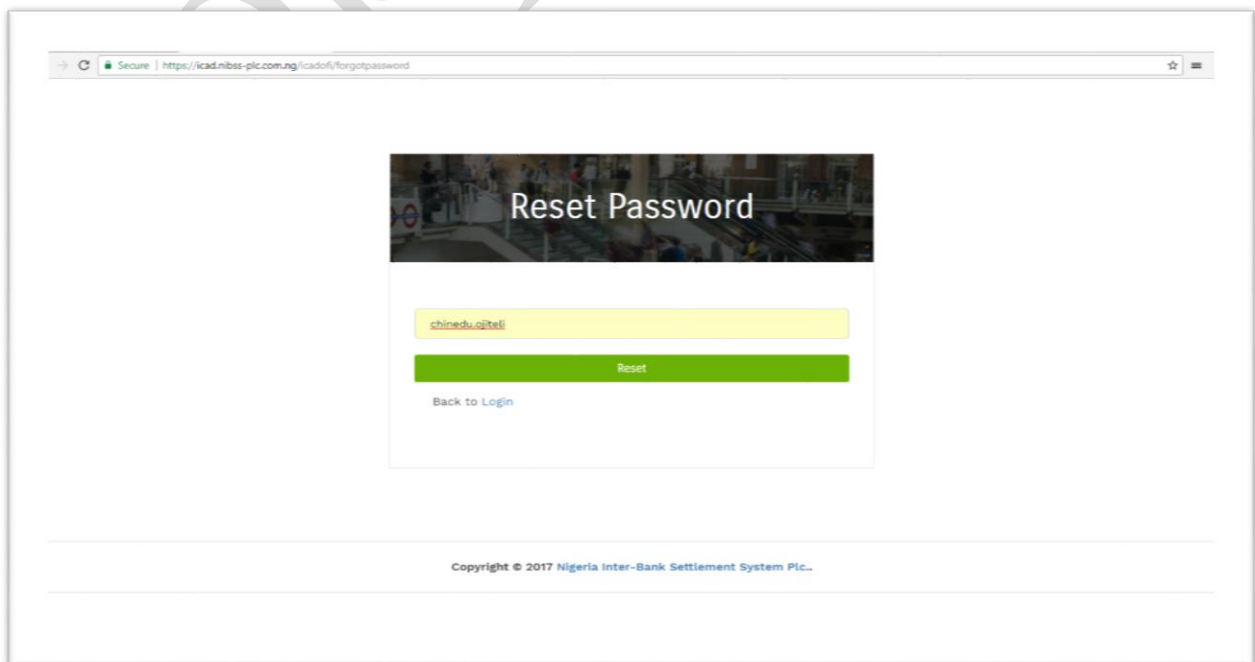 Secure | https://icad.nibss-plc.com.ng/icadofi/forgotpassword
Reset Password
chinedu.ojiteli
Reset
Back to Login
Copyright © 2017 Nigeria Inter-Bank Settlement System Plc..